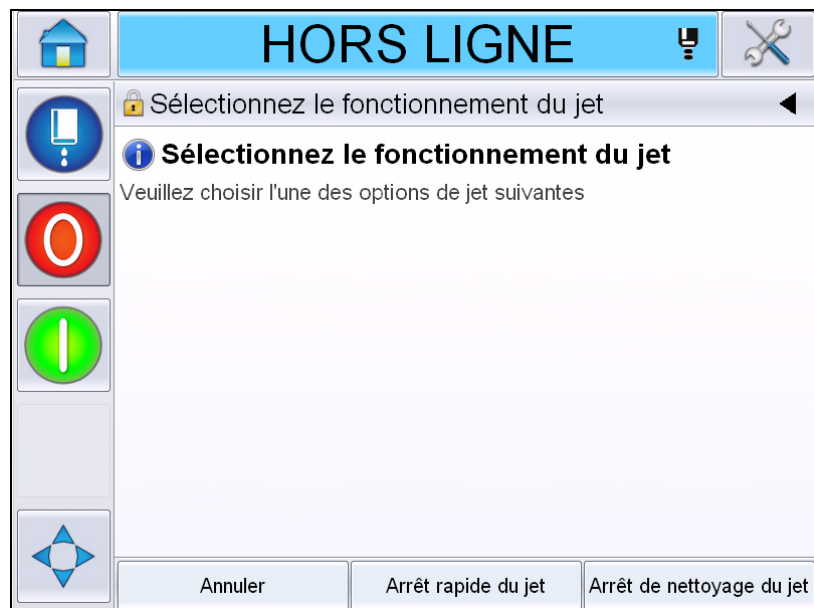 HORS LIGNE
Sélectionnez le fonctionnement du jet
Sélectionnez le fonctionnement du jet
Veuillez choisir l'une des options de jet suivantes
Annuler
Arrêt rapide du jet
Arrêt de nettoyage du jet